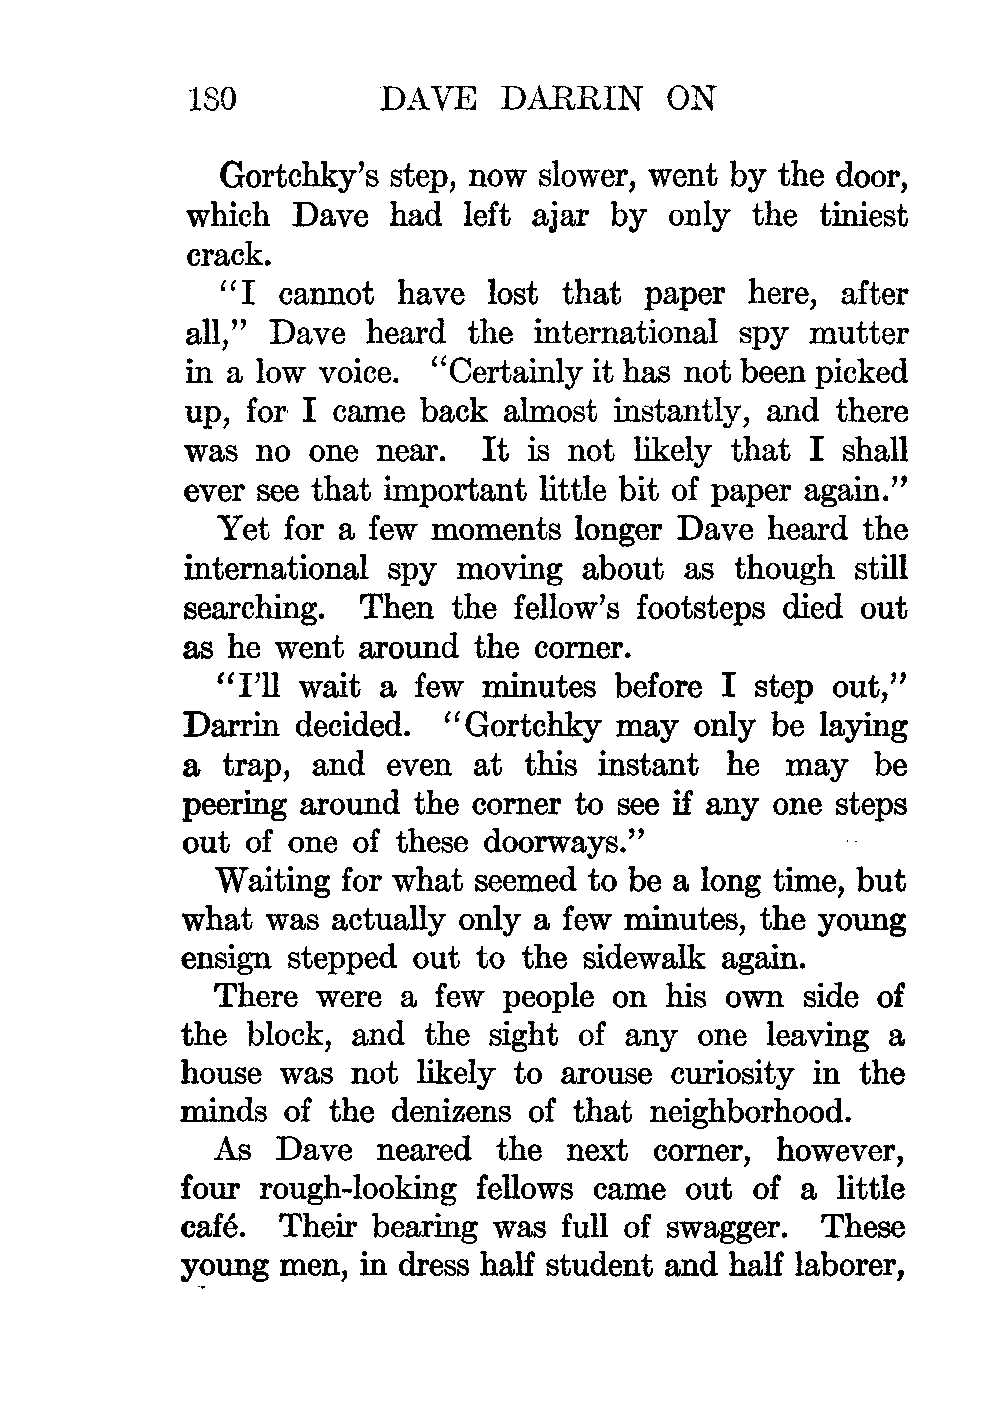 180 DAVE DARRIN ON
Gortchky's step, now slower, went by the door,
which Dave had left ajar by only the tiniest
crack.
"I cannot have lost that paper here, after
all," Dave heard the international spy mutter
in a low voice. "Certainly it has not been picked
up, for I came back almost instantly, and there
was no one near. It is not likely that I shall
ever see that important little bit of paper again."
Yet for a few moments longer Dave heard the
international spy moving about as though still
searching. Then the fellow's footsteps died out
as he went around the corner.
"I'll wait a few minutes before I step out,"
Darrin decided. "Gortchky may only be laying
a trap, and even at this instant he may be
peering around the corner to see if any one steps
out of one of these doorways."
Waiting for what seemed to be a long time, but
what was actually only a few minutes, the young
ensign stepped out to the sidewalk again.
There were a few people on his own side of
the block, and the sight of any one leaving a
house was not likely to arouse curiosity in the
minds of the denizens of that neighborhood.
As Dave neared the next corner, however,
four rough-looking fellows came out of a little
café. Their bearing was full of swagger. These
young men, in dress half student and half laborer,